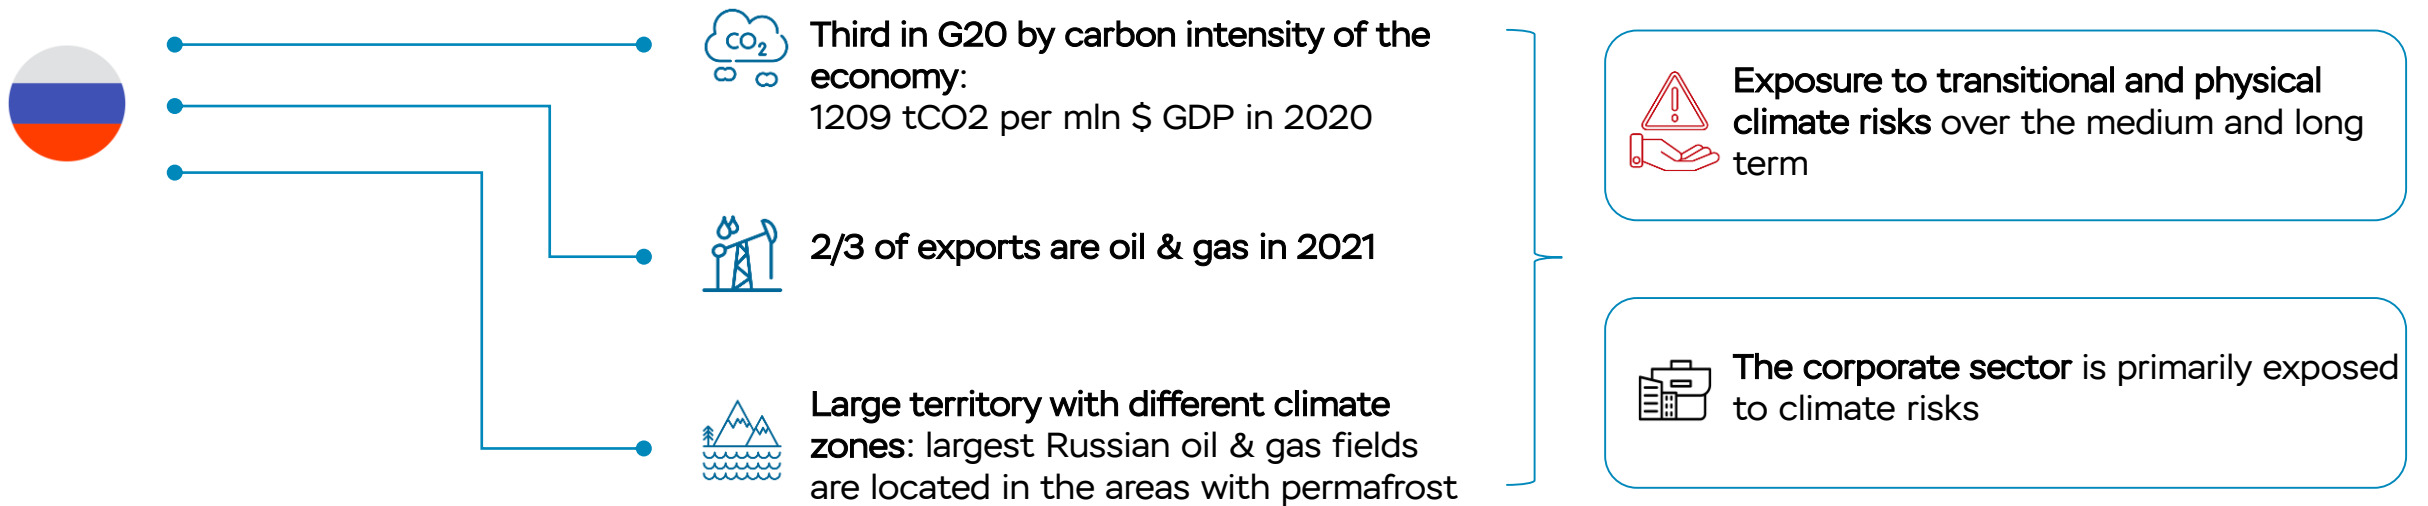 CO2
Third in G20 by carbon intensity of the
economy:
1209 tCO2 per mln $ GDP in 2020
2/3 of exports are oil & gas in 2021
Large territory with different climate
zones: largest Russian oil & gas fields
are located in the areas with permafrost
Exposure to transitional and physical
climate risks over the medium and long
term
The corporate sector is primarily exposed
to climate risks